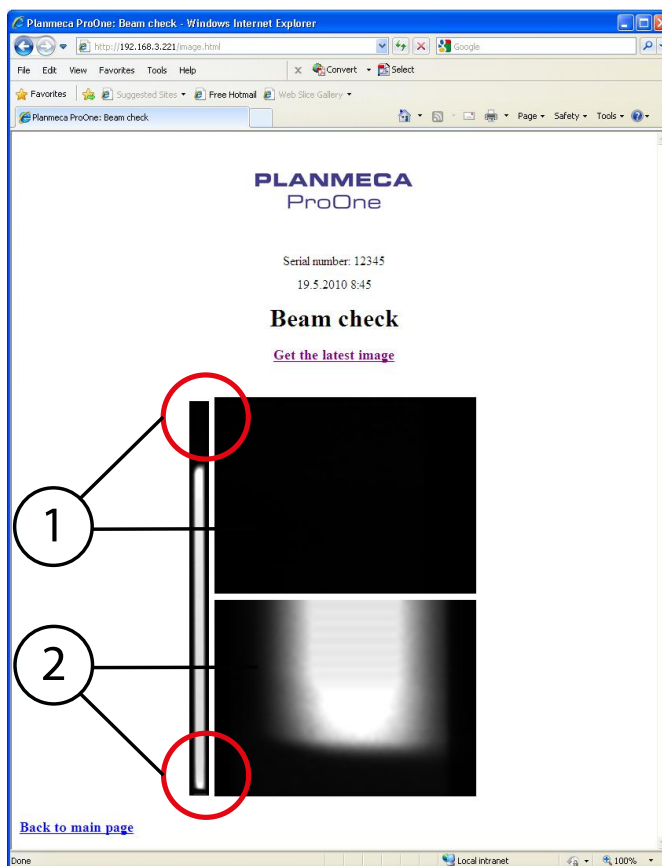 Planmeca ProOne: Beam check - Windows Internet Explorer
http://192.168.3.221/image.html
Google
File Edit View Favorites Tools Help
x Convert Select
Favorites Suggested Sites Free Hotmail Web Slice Gallery
Planmeca ProOne: Beam check
Page Safety Tools
PLANMECA
ProOne
Serial number: 12345
19.5.2010 8:45
Beam check
Get the latest image
1
2
Back to main page
Done
Local intranet
100%